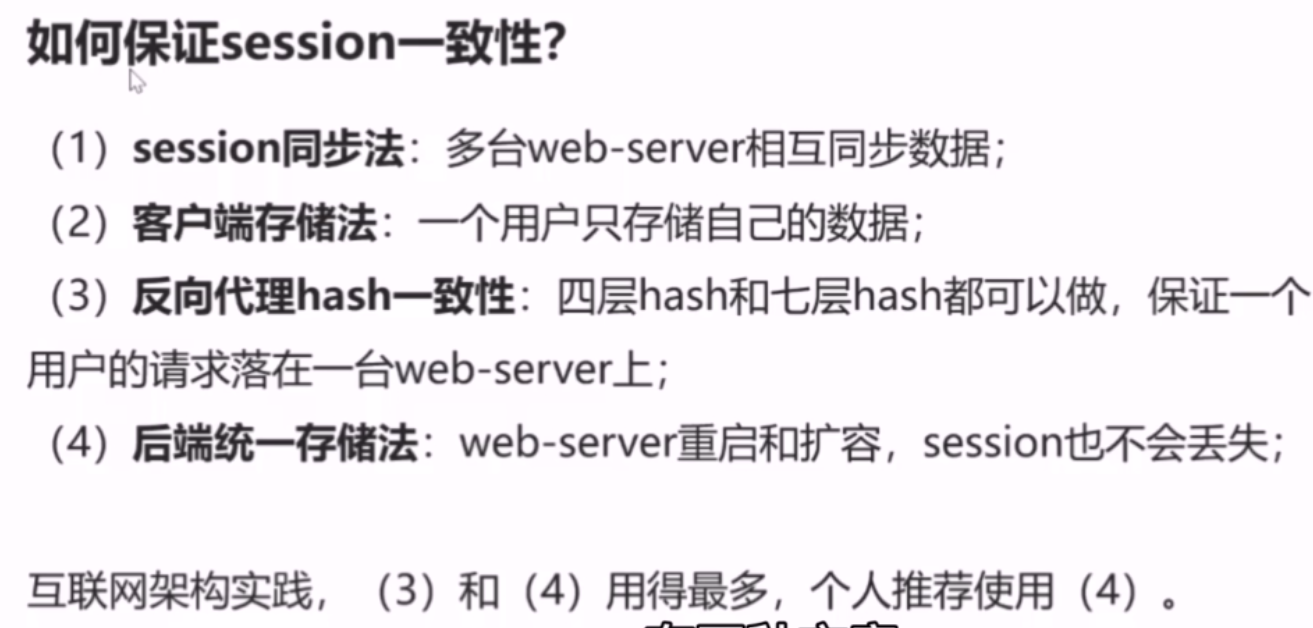 如何保证session一致性？
（1）session同步法：多台web-server相互同步数据；
（2）客户端存储法：一个用户只存储自己的数据；
（3）反向代理hash一致性：四层hash和七层hash都可以做，保证一个
用户的请求落在一台web-server上；
（4）后端统一存储法：web-server重启和扩容，session也不会丢失；
互联网架构实践，（3）和（4）用得最多，个人推荐使用（4）。